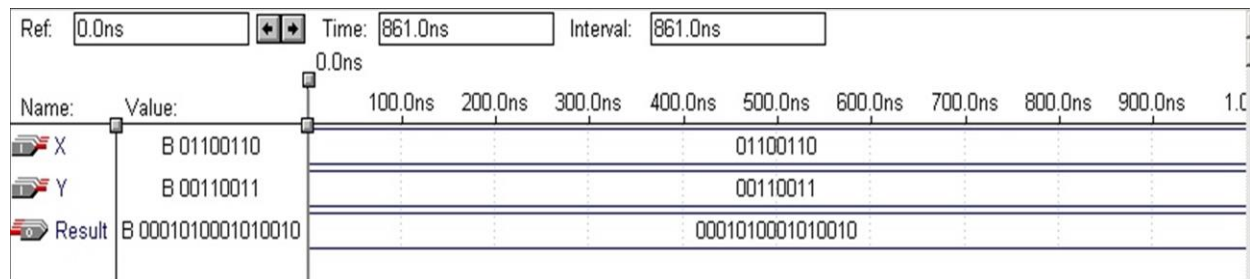 Ref: 0.0ns Time: 861.0ns Interval: 861.0ns
0.0ns
Name: Value: 100.0ns 200.0ns 300.0ns 400.0ns 500.0ns 600.0ns 700.0ns 800.0ns 900.0ns
X B 01100110 01100110
Y B 00110011 00110011
Result B 0001010001010010 0001010001010010